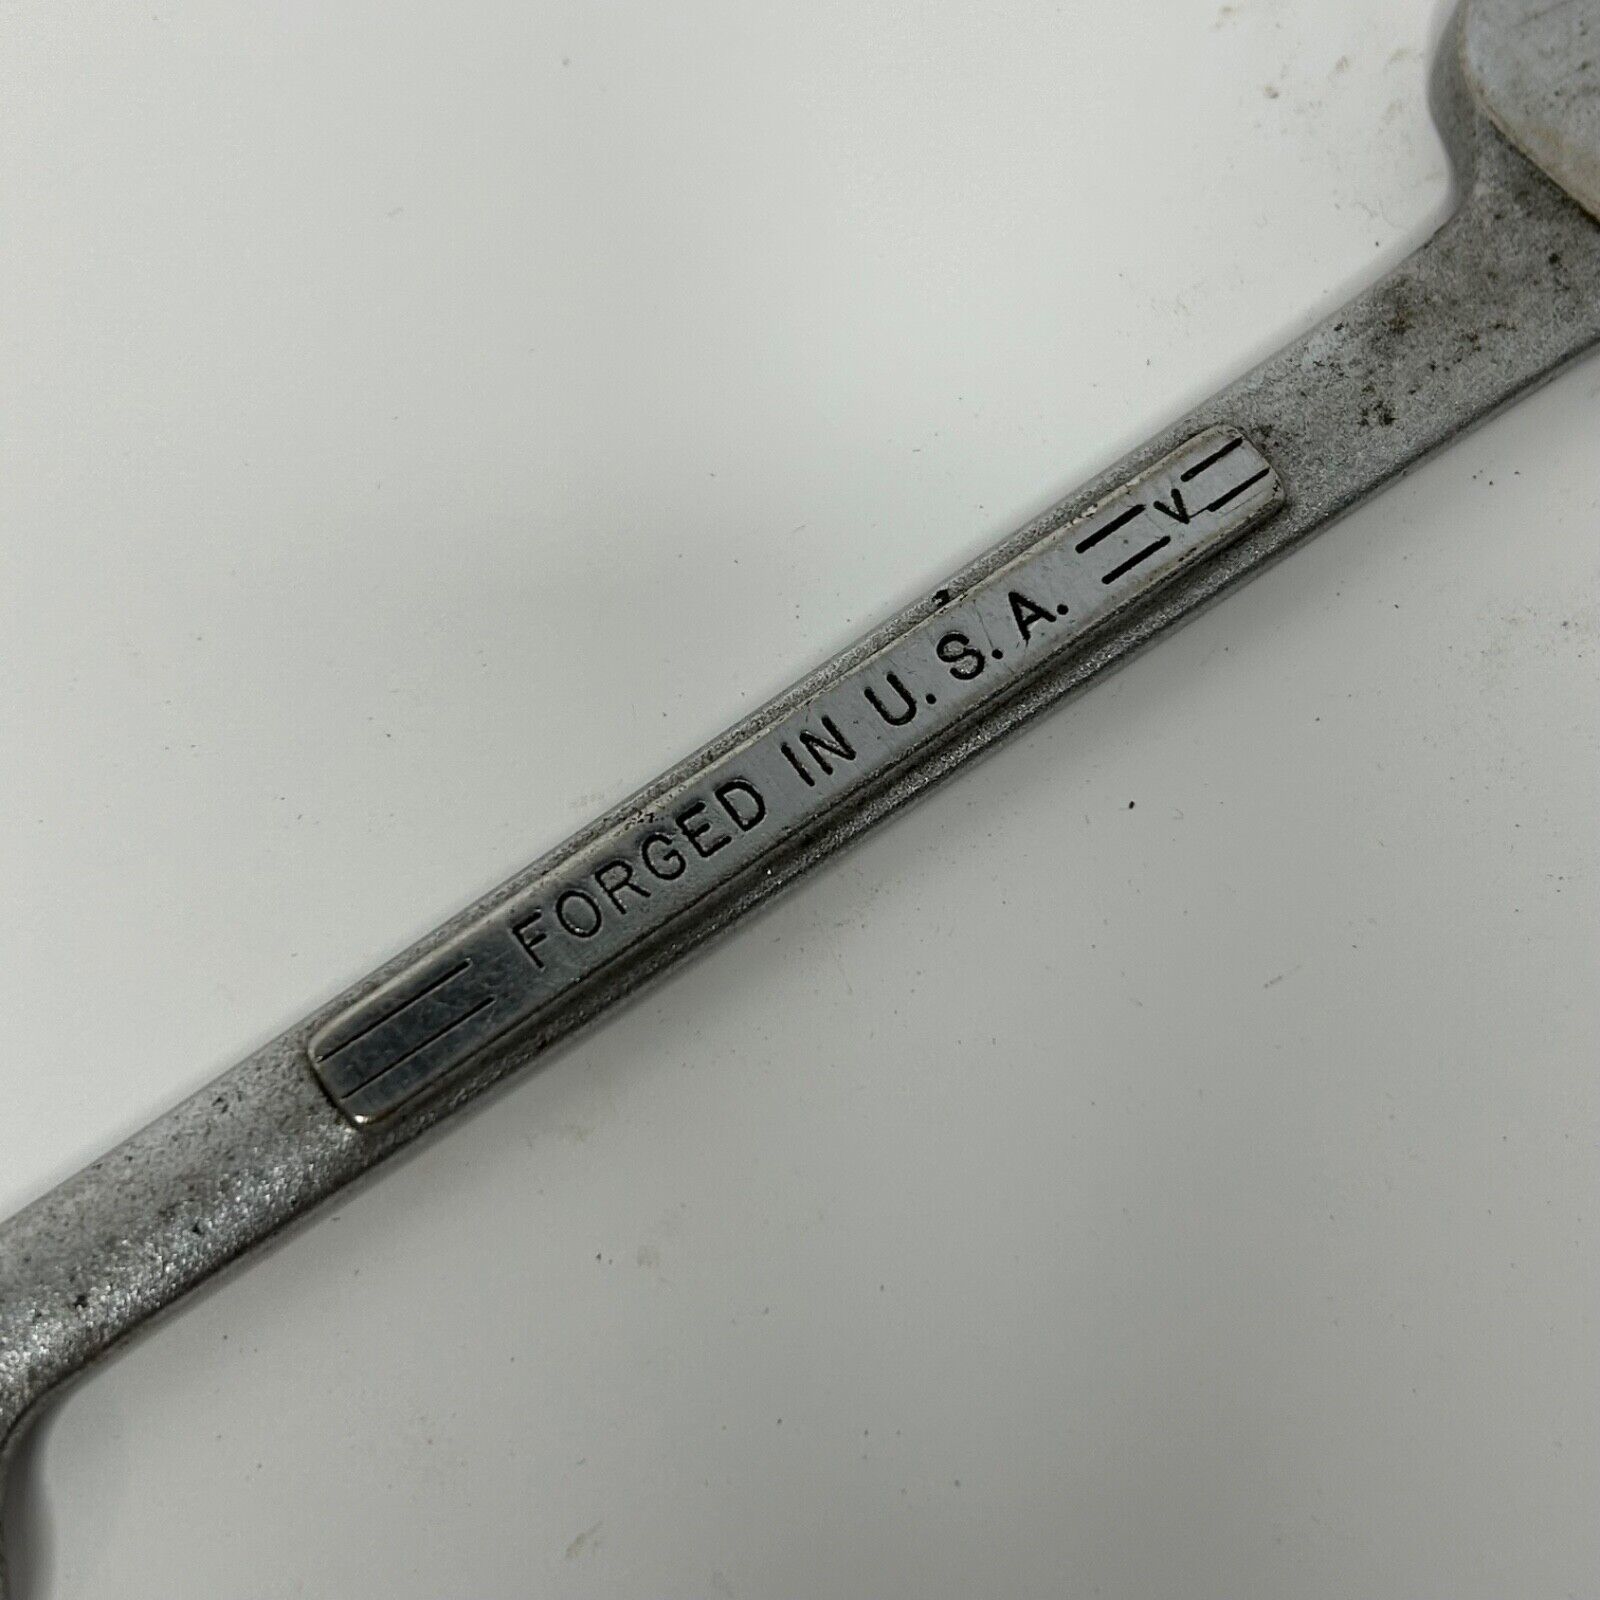 FORGED IN U.S.A. =V=